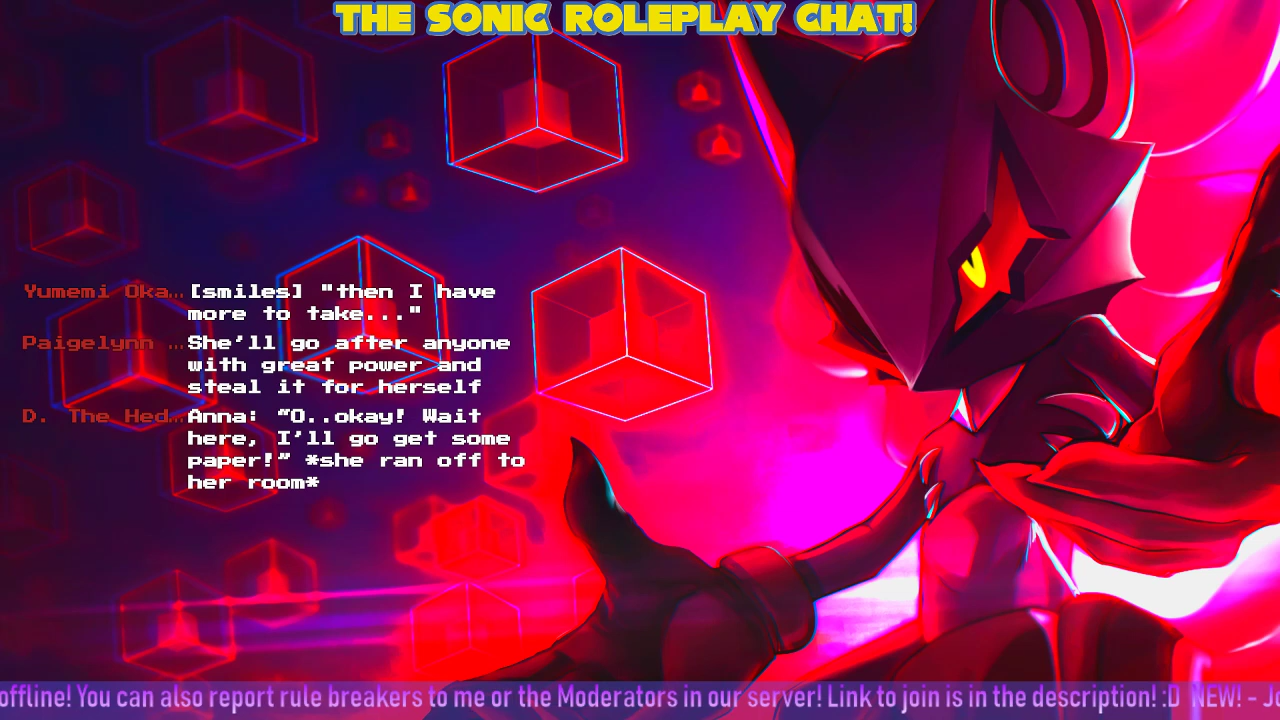 THE SONIC ROLEPLAY CHAT!
Yumemi Oka… [smiles] "then I have
more to take..."
Paigelynn … She'll go after anyone
with great power and
steal it for herself
D. The Hed… Anna: “O..okay! Wait
here, I'll go get some
paper!” *she ran off to
her room*
offline! You can also report rule breakers to me or the Moderators in our server! Link to join is in the description! :D NEW! - Jo